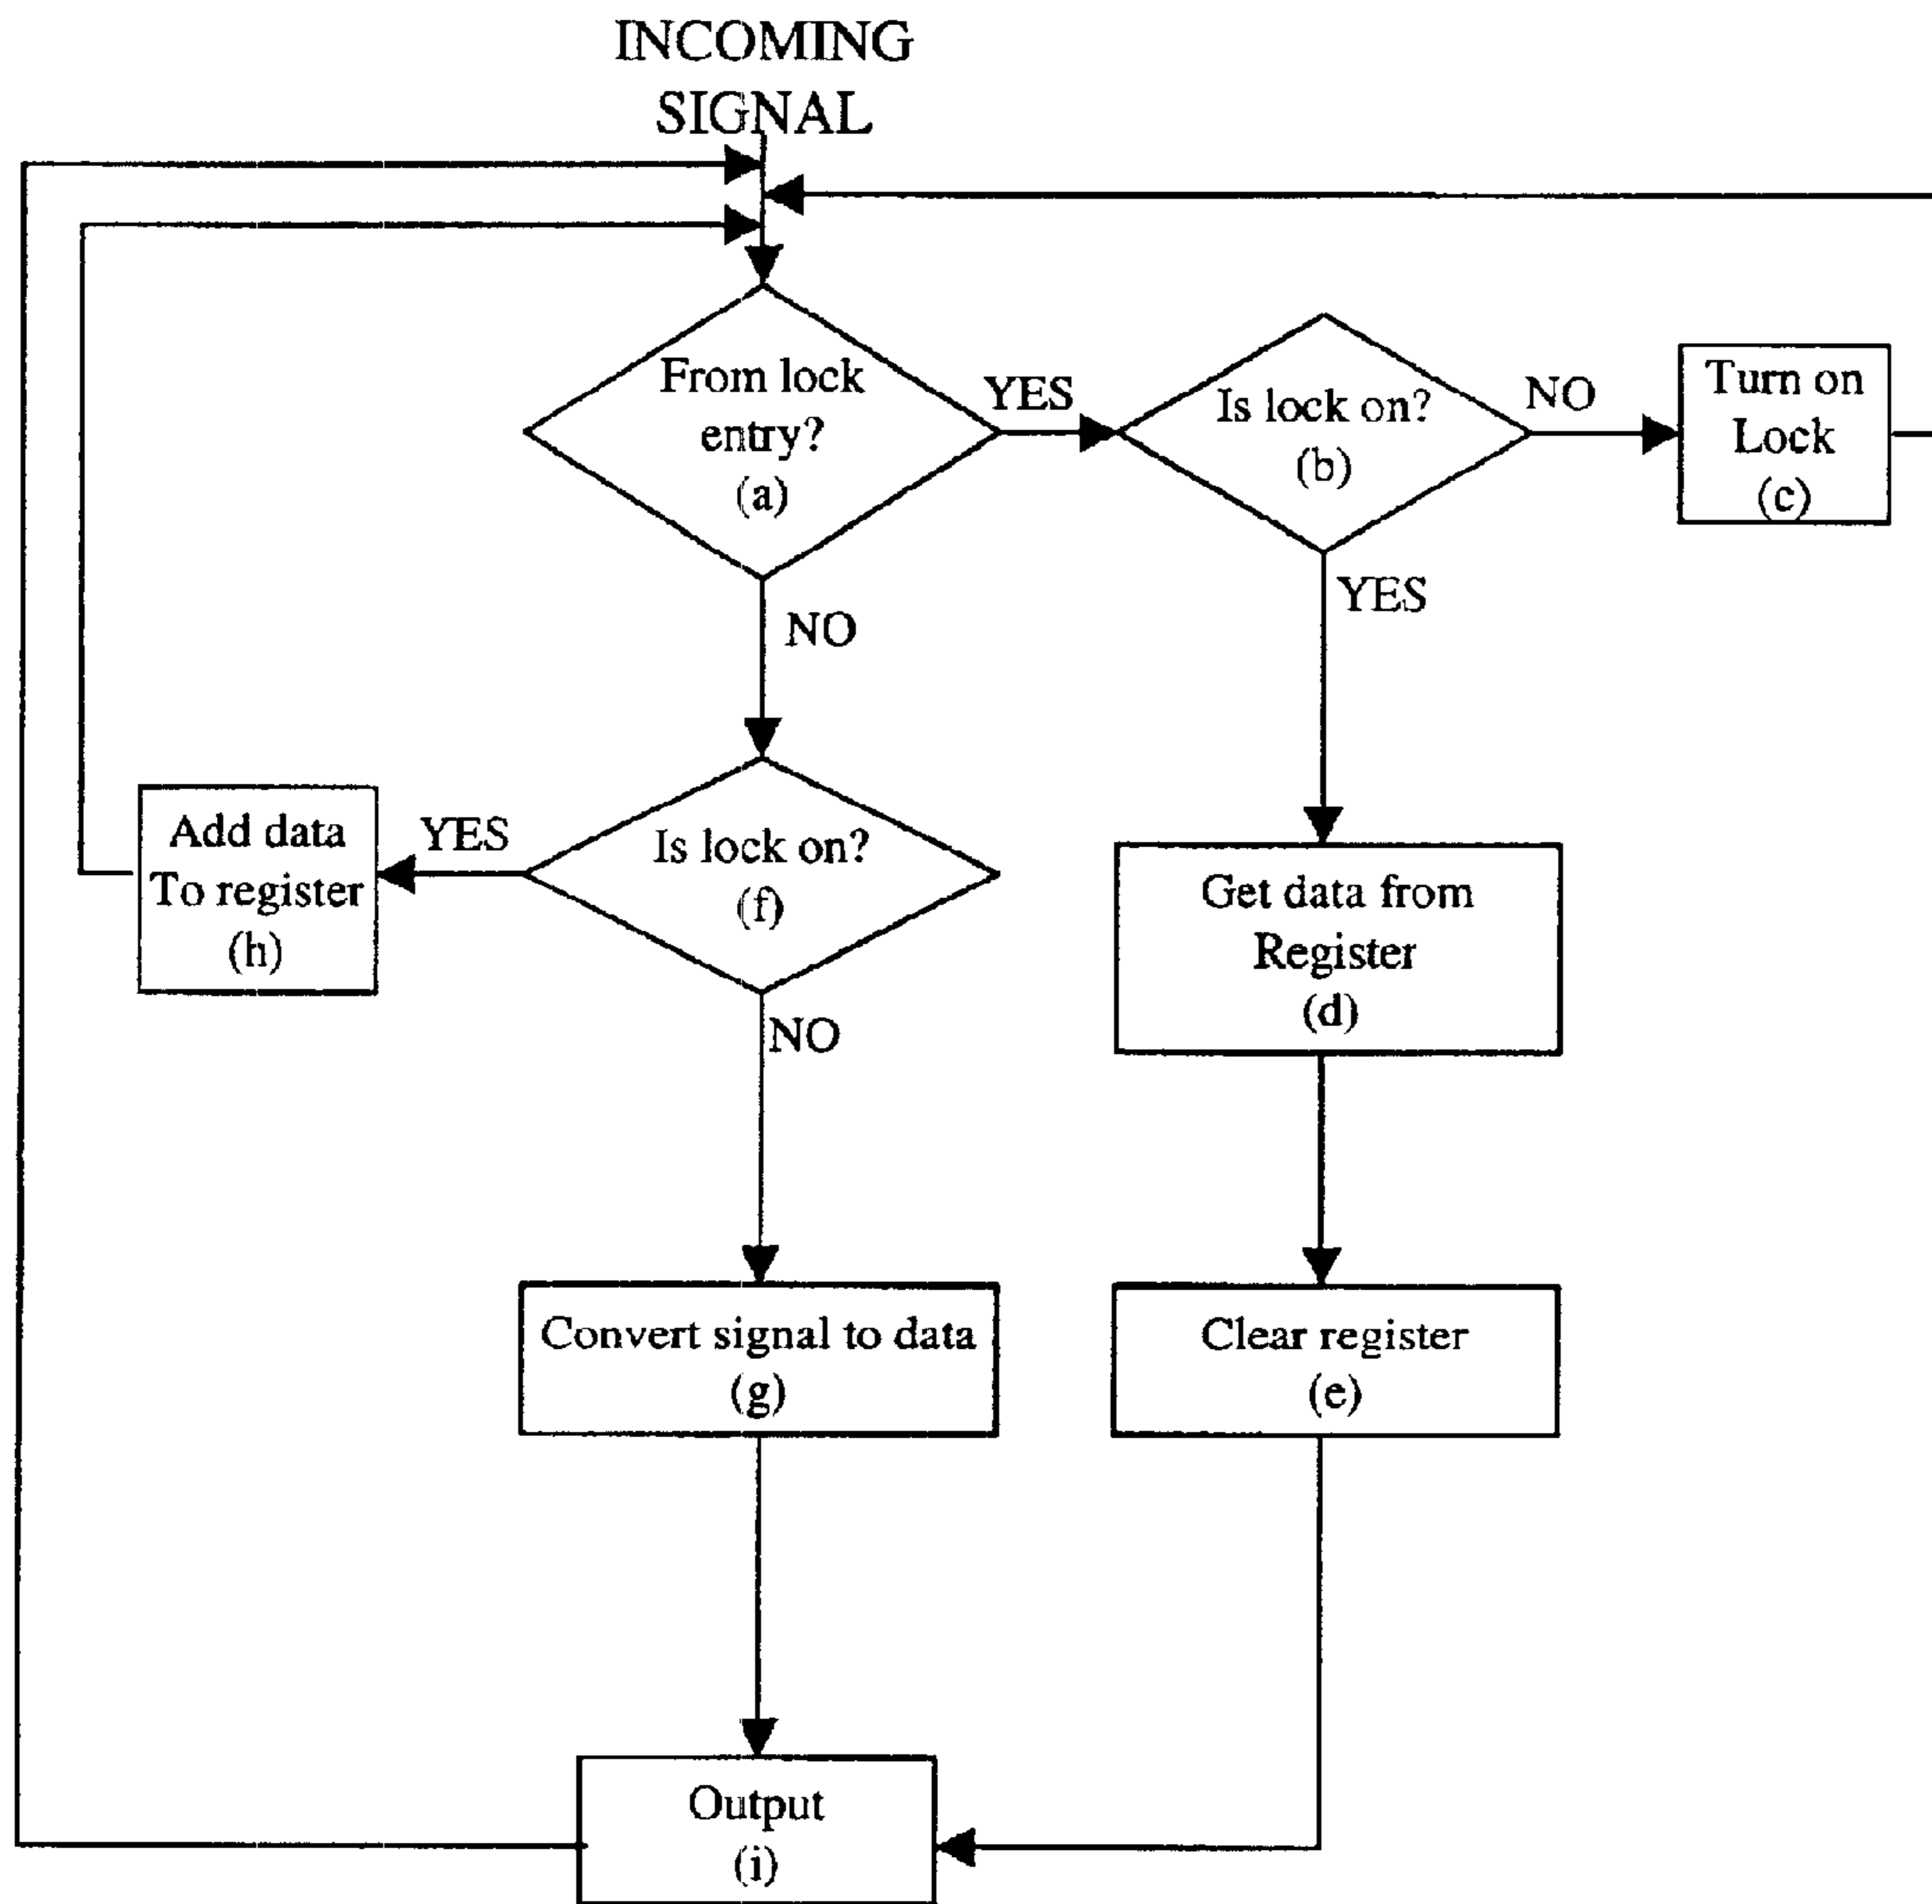 INCOMING
SIGNAL
From lock
entry?
(a)
YES
Is lock on?
(b)
NO
Turn on
Lock
(c)
NO
YES
Add data
To register
(h)
YES
Is lock on?
(f)
Get data from
Register
(d)
NO
Convert signal to data
(g)
Clear register
(e)
Output
(i)